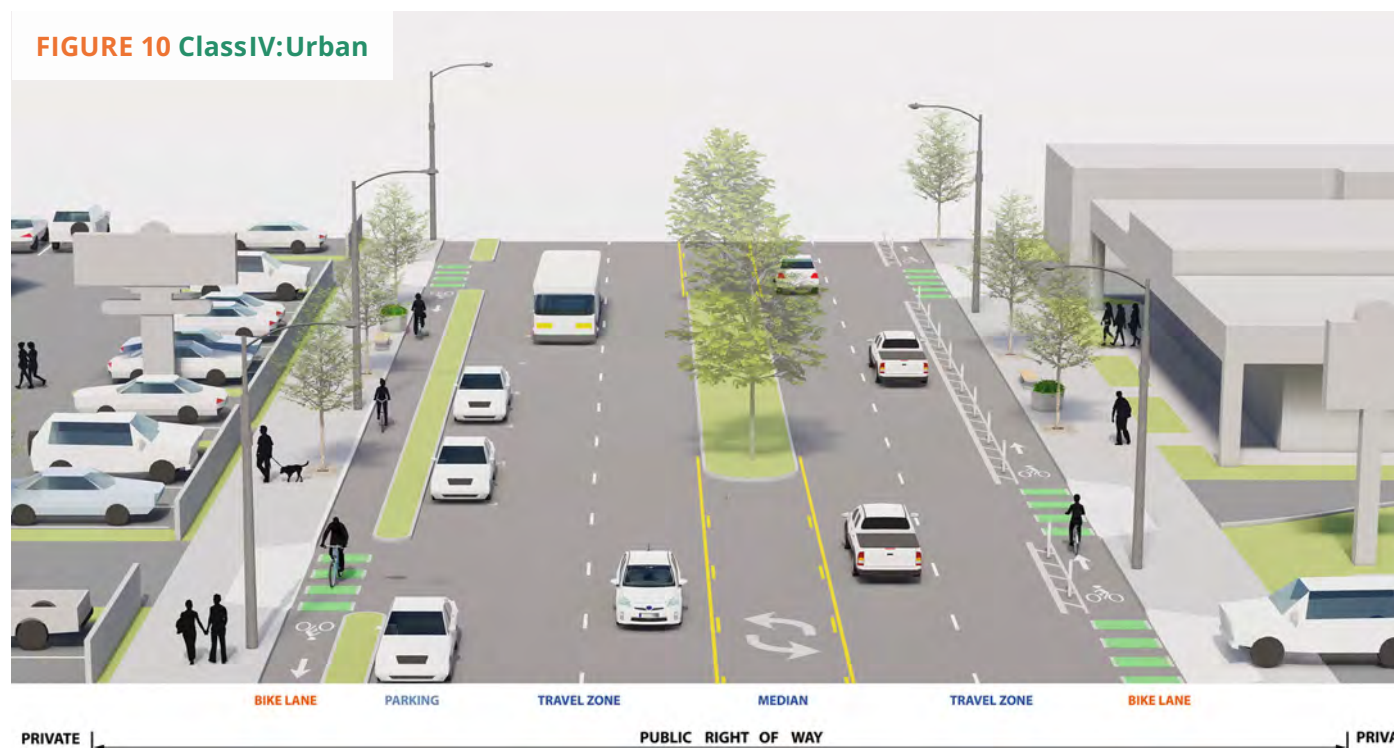 FIGURE 10 ClassIV:Urban
BIKE LANE PARKING TRAVEL ZONE MEDIAN TRAVEL ZONE BIKE LANE
PRIVATE PUBLIC RIGHT OF WAY PRIVA